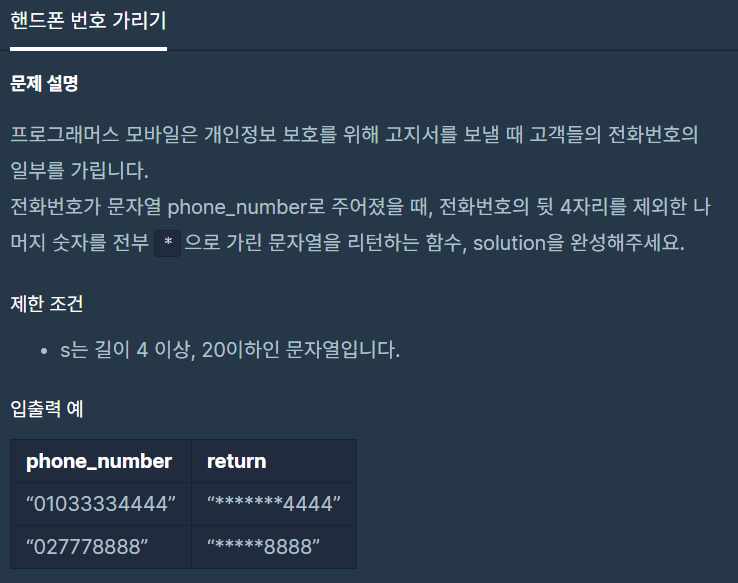 핸드폰 번호 가리기
문제 설명
프로그래머스 모바일은 개인정보 보호를 위해 고지서를 보낼 때 고객들의 전화번호의
일부를 가립니다.
전화번호가 문자열 phone_number로 주어졌을 때, 전화번호의 뒷 4자리를 제외한 나
머지 숫자를 전부 * 으로 가린 문자열을 리턴하는 함수, solution을 완성해주세요.
제한 조건
• s는 길이 4 이상, 20이하인 문자열입니다.
입출력 예
phone_number return
“01033334444” “*******4444”
“027778888” “*****8888”